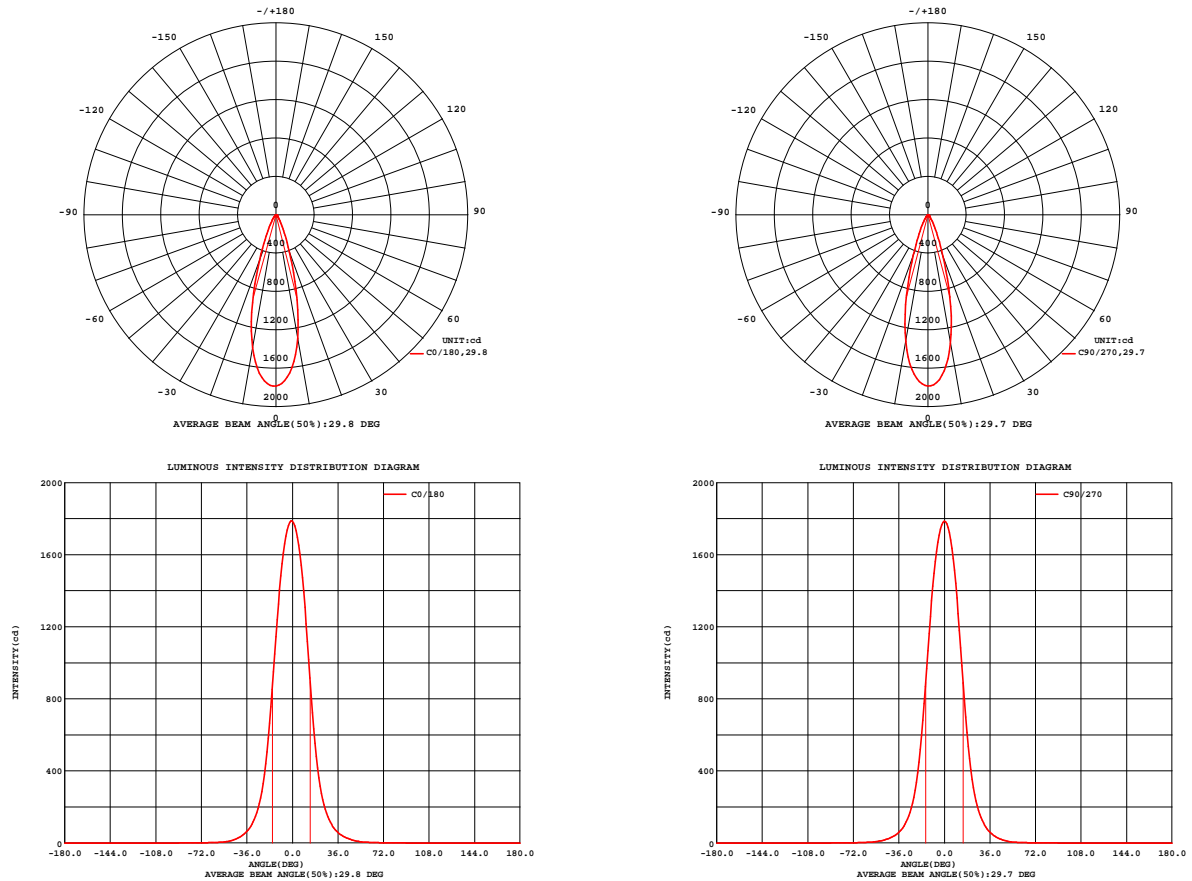 -/+180
-150 150
-120 120
-90 90
-60 60
-30 30
0
400
800
1200
1600
2000
0
UNIT:cd
C0/180,29.8
AVERAGE BEAM ANGLE(50%):29.8 DEG
-/+180
-150 150
-120 120
-90 90
-60 60
-30 30
0
400
800
1200
1600
2000
0
UNIT:cd
C90/270,29.7
AVERAGE BEAM ANGLE(50%):29.7 DEG
LUMINOUS INTENSITY DISTRIBUTION DIAGRAM
C0/180
2000
1600
1200
800
400
0
INTENSITY(cd)
-180.0 -144.0 -108.0 -72.0 -36.0 0.0 36.0 72.0 108.0 144.0 180.0
ANGLE(DEG)
AVERAGE BEAM ANGLE(50%):29.8 DEG
LUMINOUS INTENSITY DISTRIBUTION DIAGRAM
C90/270
2000
1600
1200
800
400
0
INTENSITY(cd)
-180.0 -144.0 -108.0 -72.0 -36.0 0.0 36.0 72.0 108.0 144.0 180.0
ANGLE(DEG)
AVERAGE BEAM ANGLE(50%):29.7 DEG